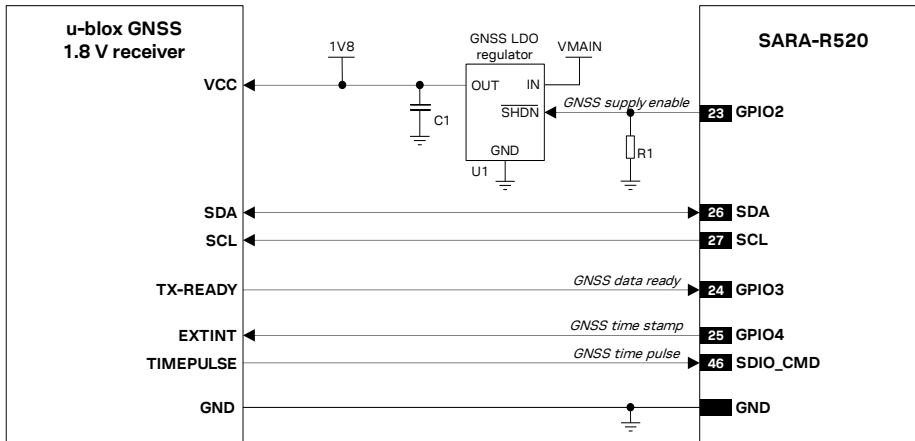 u-blox GNSS
1.8 V receiver
SARA-R520
GNSS LDO
regulator
1V8
VMAIN
VCC
OUT
IN
C1
SHDN
GNSS supply enable
23
GPIO2
GND
R1
U1
SDA
26
SDA
SCL
27
SCL
TX-READY
GNSS data ready
24
GPIO3
EXTINT
GNSS time stamp
25
GPIO4
TIMEPULSE
GNSS time pulse
46
SDIO_CMD
GND
GND